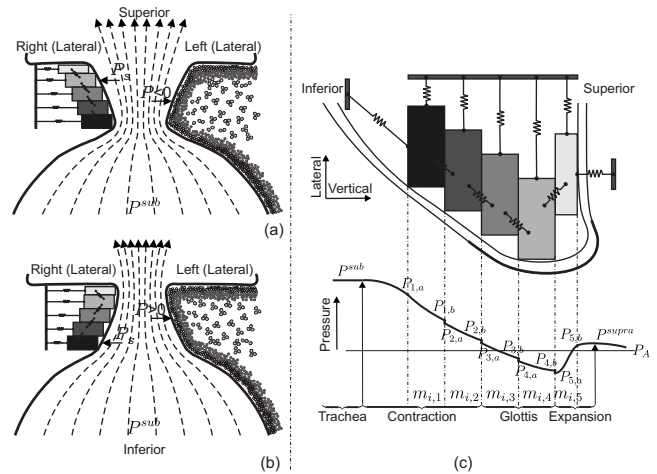 Superior
Right (Lateral)
Left (Lateral)
P_s
P<0
P^{sub}
(a)
Right (Lateral)
Left (Lateral)
P>0
P_s
P^{sub}
Inferior
(b)
Inferior
Superior
Lateral
Vertical
P^{sub}
P_{1,a}
P_{1,b}
P_{2,a}
P_{2,b}
P_{3,a}
P_{3,b}
P_{4,a}
P_{4,b}
P_{5,a}
P_{5,b}
P^{supra}
P_A
Pressure
m_{i,1} m_{i,2} m_{i,3} m_{i,4} m_{i,5}
Trachea Contraction Glottis Expansion
(c)